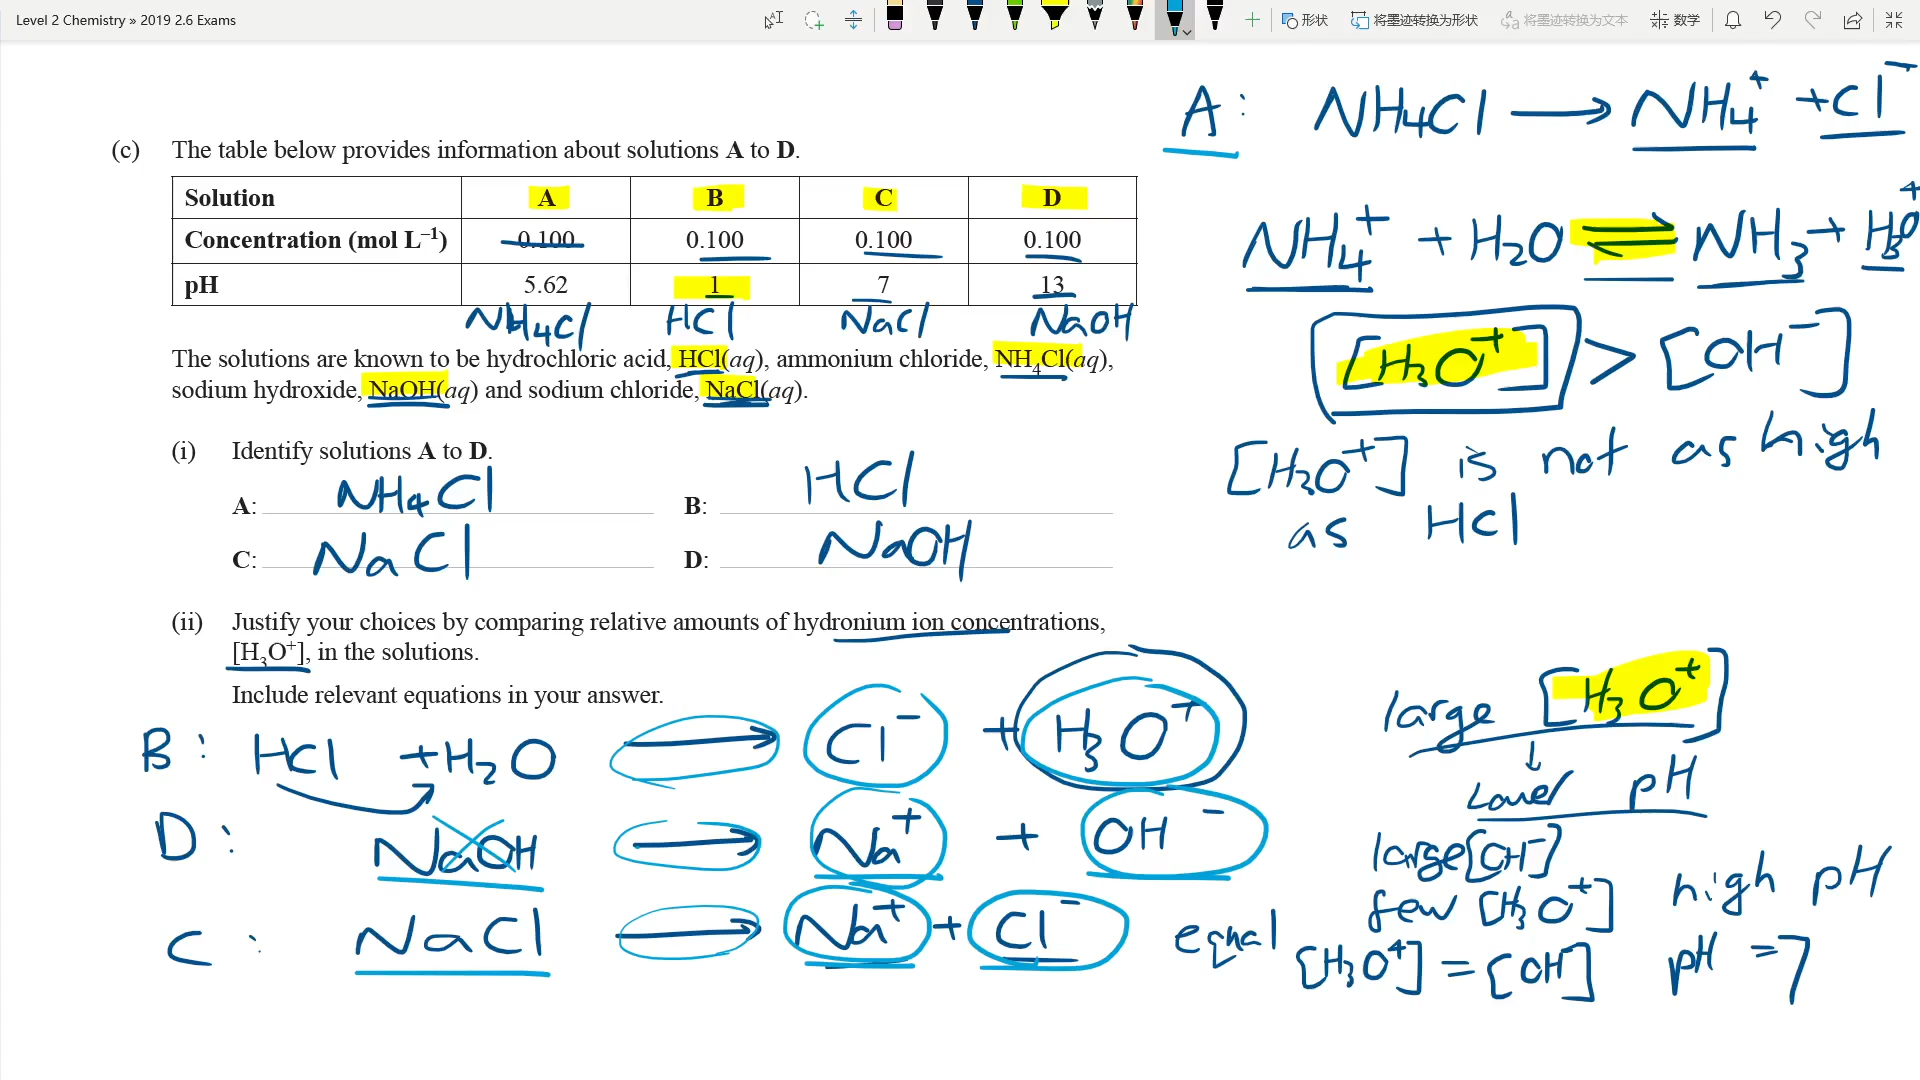 Level 2 Chemistry » 2019 2.6 Exams
形状
将墨迹转换为形状
将墨迹转换为文本
数学
A: NH4Cl → NH4+ + Cl−
(c) The table below provides information about solutions A to D.
Solution A B C D
Concentration (mol L–1) 0.100 0.100 0.100 0.100
pH 5.62 1 7 13
NH4Cl HCl NaCl NaOH
NH4+ + H2O ⇌ NH3 + H3O+
[H3O+] > [OH−]
The solutions are known to be hydrochloric acid, HCl(aq), ammonium chloride, NH4Cl(aq),
sodium hydroxide, NaOH(aq) and sodium chloride, NaCl(aq).
[H3O+] is not as high
as HCl
(i) Identify solutions A to D.
A: NH4Cl B: HCl
C: NaCl D: NaOH
(ii) Justify your choices by comparing relative amounts of hydronium ion concentrations,
[H3O+], in the solutions.
Include relevant equations in your answer.
B: HCl + H2O → Cl− + H3O+
large [H3O+]
↓
Lower pH
D: NaOH → Na+ + OH−
large [OH−]
few [H3O+] high pH
C: NaCl → Na+ + Cl−
equal [H3O+] = [OH] pH = 7